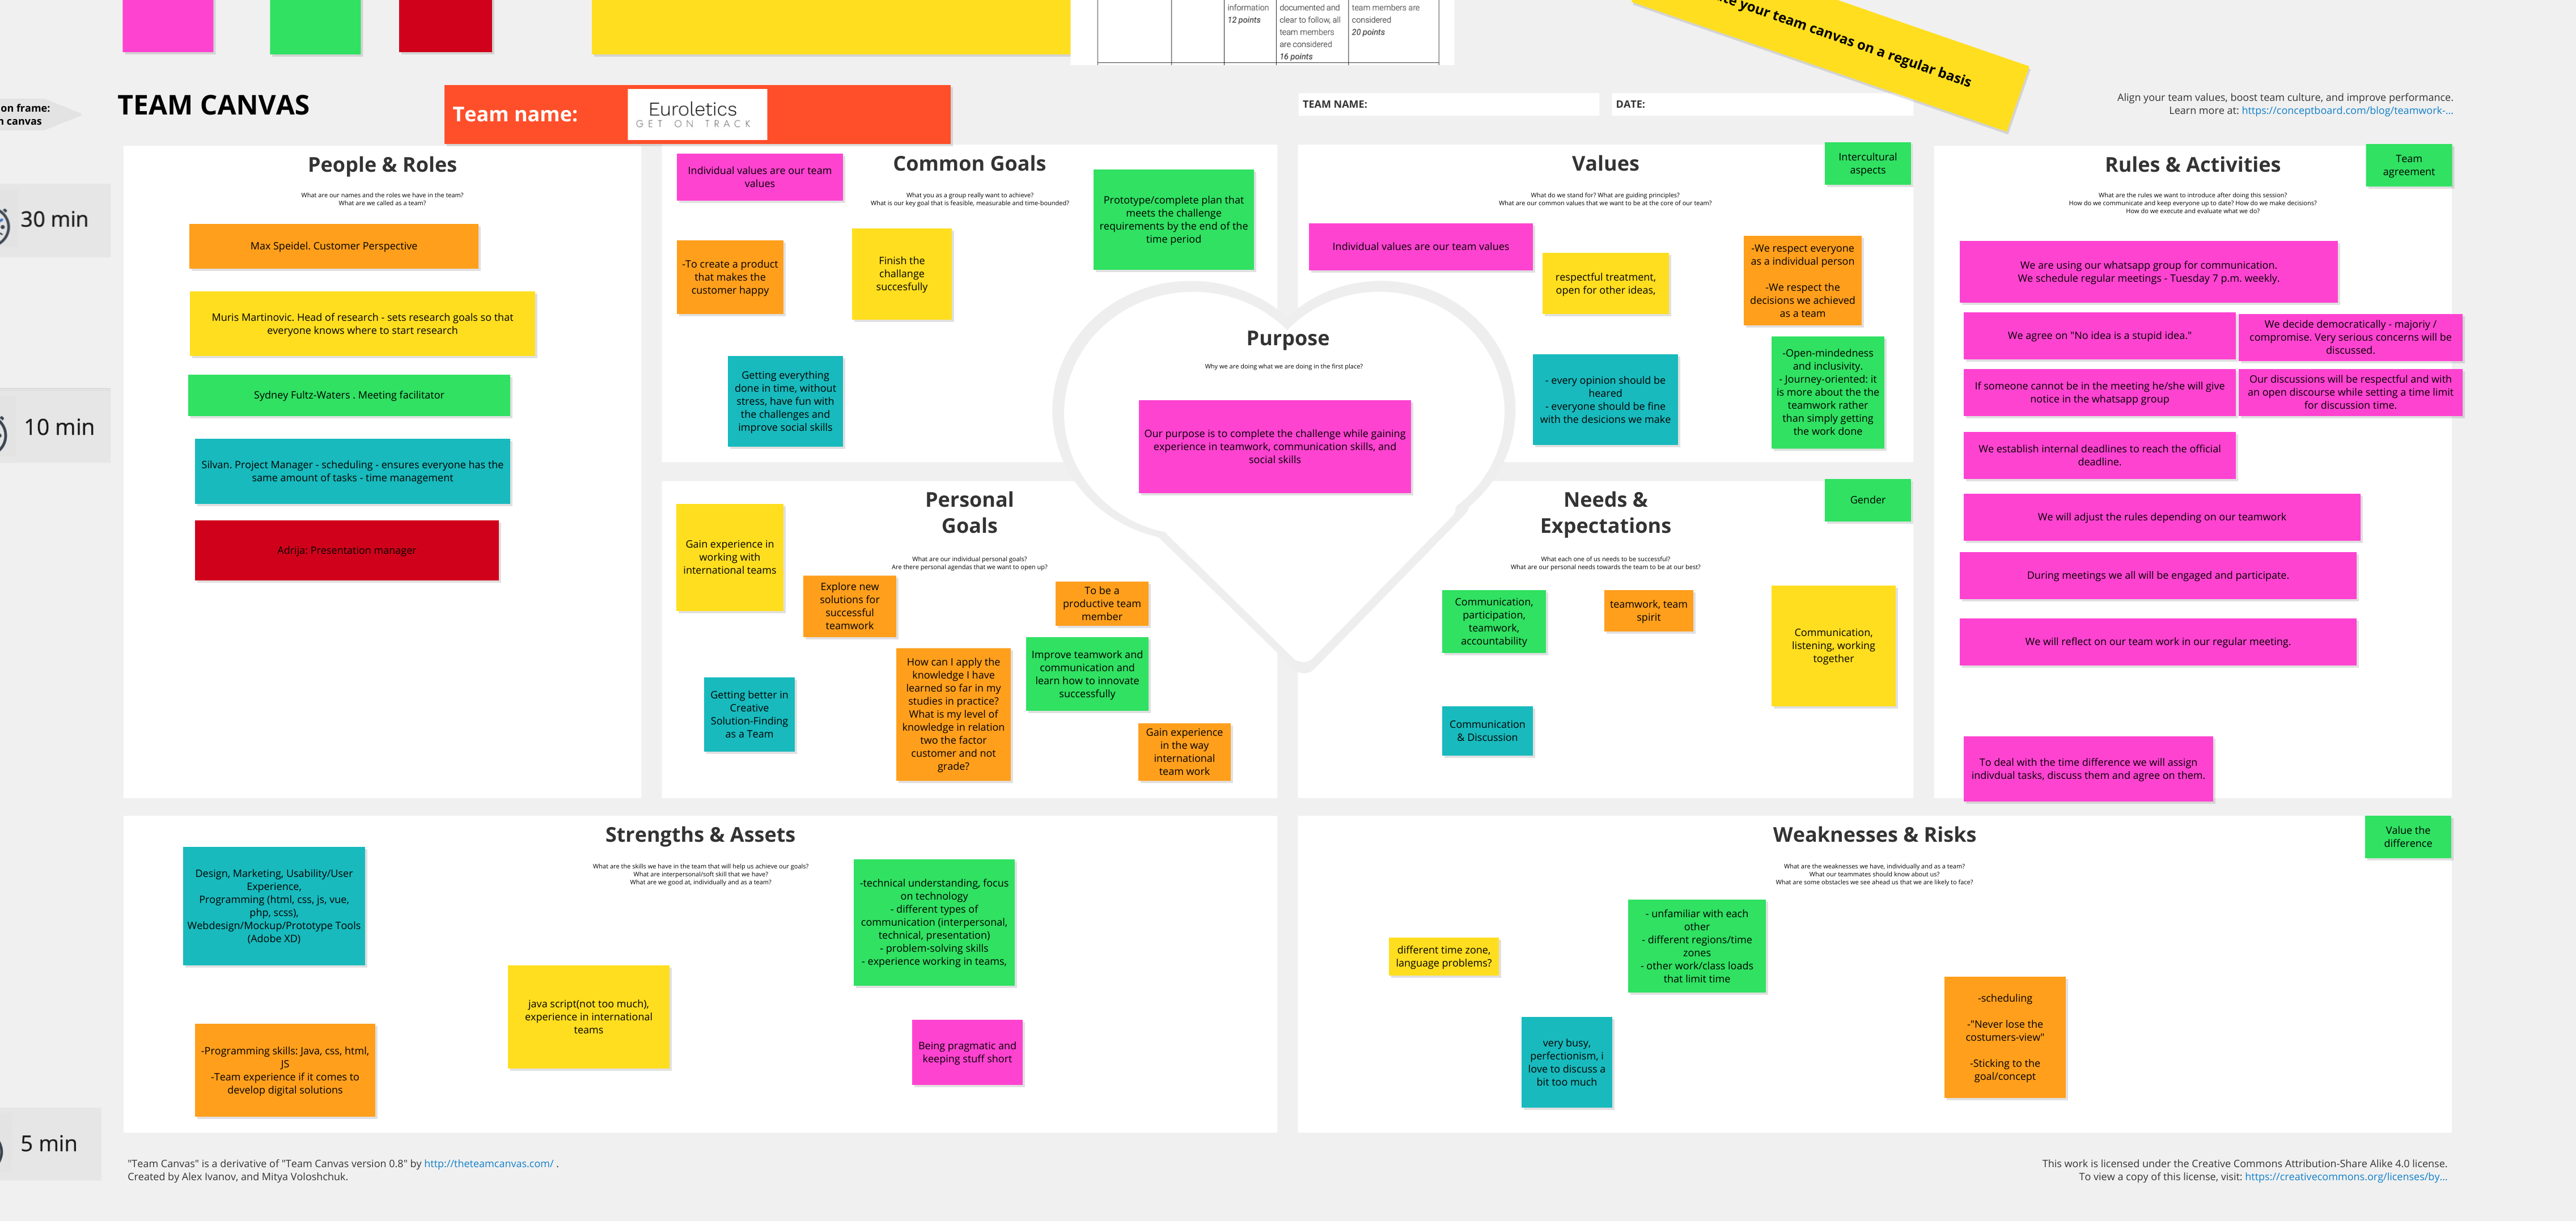 information
12 points
documented and
clear to follow, all
team members
are considered
16 points
team members are
considered
20 points
your team canvas on a regular basis
on frame:
canvas
TEAM CANVAS
Team name:
Euroletics
GET ON TRACK
TEAM NAME:
DATE:
Align your team values, boost team culture, and improve performance.
Learn more at: https://conceptboard.com/blog/teamwork-...
30 min
10 min
5 min
People & Roles
What are our names and the roles we have in the team?
What are we called as a team?
Max Speidel. Customer Perspective
Muris Martinovic. Head of research - sets research goals so that
everyone knows where to start research
Sydney Fultz-Waters . Meeting facilitator
Silvan. Project Manager - scheduling - ensures everyone has the
same amount of tasks - time management
Adrija: Presentation manager
Common Goals
What you as a group really want to achieve?
What is our key goal that is feasible, measurable and time-bounded?
Individual values are our team
values
Prototype/complete plan that
meets the challenge
requirements by the end of the
time period
-To create a product
that makes the
customer happy
Finish the
challange
succesfully
Getting everything
done in time, without
stress, have fun with
the challenges and
improve social skills
Purpose
Why we are doing what we are doing in the first place?
Our purpose is to complete the challenge while gaining
experience in teamwork, communication skills, and
social skills
Values
What do we stand for? What are guiding principles?
What are our common values that we want to be at the core of our team?
Intercultural
aspects
Individual values are our team values
respectful treatment,
open for other ideas,
-We respect everyone
as a individual person
-We respect the
decisions we achieved
as a team
- every opinion should be
heard
- everyone should be fine
with the desicions we make
-Open-mindedness
and inclusivity.
- Journey-oriented: it
is more about the the
teamwork rather
than simply getting
the work done
Rules & Activities
What are the rules we want to introduce after doing this session?
How do we communicate and keep everyone up to date? How do we make decisions?
How do we execute and evaluate what we do?
Team
agreement
We are using our whatsapp group for communication.
We schedule regular meetings - Tuesday 7 p.m. weekly.
We agree on "No idea is a stupid idea."
We decide democratically - majoriy /
compromise. Very serious concerns will be
discussed.
If someone cannot be in the meeting he/she will give
notice in the whatsapp group
Our discussions will be respectful and with
an open discourse while setting a time limit
for discussion time.
We establish internal deadlines to reach the official
deadline.
We will adjust the rules depending on our teamwork
During meetings we all will be engaged and participate.
We will reflect on our team work in our regular meeting.
To deal with the time difference we will assign
indivdual tasks, discuss them and agree on them.
Personal
Goals
What are our individual personal goals?
Are there personal agendas that we want to open up?
Gain experience in
working with
international teams
Explore new
solutions for
successful
teamwork
To be a
productive team
member
Improve teamwork and
communication and
learn how to innovate
successfully
How can I apply the
knowledge I have
learned so far in my
studies in practice?
What is my level of
knowledge in relation
two the factor
customer and not
grade?
Getting better in
Creative
Solution-Finding
as a Team
Gain experience
in the way
international
team work
Needs &
Expectations
What each one of us needs to be successful?
What are our personal needs towards the team to be at our best?
Gender
Communication,
participation,
teamwork,
accountability
teamwork, team
spirit
Communication,
listening, working
together
Communication
& Discussion
Strengths & Assets
What are the skills we have in the team that will help us achieve our goals?
What are interpersonal/soft skill that we have?
What are we good at, individually and as a team?
Design, Marketing, Usability/User
Experience,
Programming (html, css, js, vue,
php, scss),
Webdesign/Mockup/Prototype Tools
(Adobe XD)
-technical understanding, focus
on technology
- different types of
communication (interpersonal,
technical, presentation)
- problem-solving skills
- experience working in teams,
java script(not too much),
experience in international
teams
-Programming skills: Java, css, html,
JS
-Team experience if it comes to
develop digital solutions
Being pragmatic and
keeping stuff short
Weaknesses & Risks
What are the weaknesses we have, individually and as a team?
What our teammates should know about us?
What are some obstacles we see ahead us that we are likely to face?
Value the
difference
different time zone,
language problems?
- unfamiliar with each
other
- different regions/time
zones
- other work/class loads
that limit time
very busy,
perfectionism, i
love to discuss a
bit too much
-scheduling
-"Never lose the
costumers-view"
-Sticking to the
goal/concept
"Team Canvas" is a derivative of "Team Canvas version 0.8" by http://theteamcanvas.com/ .
Created by Alex Ivanov, and Mitya Voloshchuk.
This work is licensed under the Creative Commons Attribution-Share Alike 4.0 license.
To view a copy of this license, visit: https://creativecommons.org/licenses/by...